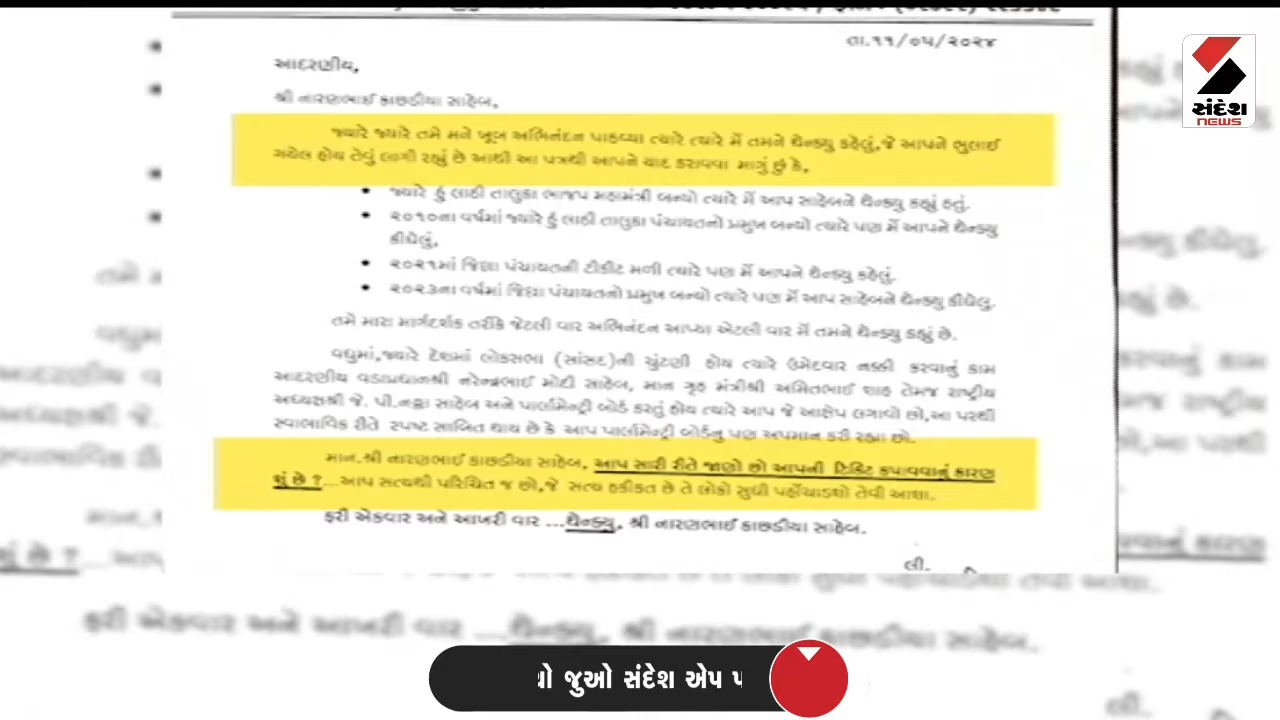 તા.૧૧/૦૫/૨૦૨૪
આદરણીય,
શ્રી નારણભાઈ કાછડીયા સાહેબ,
જ્યારે જ્યારે તમે મને ખૂબ અભિનંદન પાઠવ્યા ત્યારે ત્યારે મેં તમને થેન્ક્યુ કહેલું,જે આપને ભુલાઈ
ગયેલ હોય તેવું લાગી રહ્યું છે આથી આ પત્રથી આપને યાદ કરાવવા માગું છું કે,
• જ્યારે હું લાઠી તાલુકા ભાજપ મહામંત્રી બન્યો ત્યારે મેં આપ સાહેબને થેન્ક્યુ કહ્યું હતું.
• ૨૦૧૦ના વર્ષમાં જ્યારે હું લાઠી તાલુકા પંચાયતનો પ્રમુખ બન્યો ત્યારે પણ મેં આપને થેન્ક્યુ
કીધેલું,
• ૨૦૨૧માં જિલ્લા પંચાયતની ટીકીટ મળી ત્યારે પણ મેં આપને થેન્ક્યુ કહેલું.
• ૨૦૨૩ના વર્ષમાં જિલ્લા પંચાયતનો પ્રમુખ બન્યો ત્યારે પણ મેં આપ સાહેબને થેન્ક્યુ કીધેલુ.
તમે મારા માર્ગદર્શક તરીકે જેટલી વાર અભિનંદન આપ્યા એટલી વાર મેં તમને થેન્ક્યુ કહ્યું છે.
વધુમાં,જ્યારે દેશમાં લોકસભા (સાંસદ)ની ચુંટણી હોય ત્યારે ઉમેદવાર નક્કી કરવાનું કામ
આદરણીય વડાપ્રધાનશ્રી નરેન્દ્રભાઈ મોદી સાહેબ, માન ગૃહ મંત્રીશ્રી અમિતભાઈ શાહ તેમજ રાષ્ટ્રીય
અધ્યક્ષશ્રી જે. પી.નડ્ડા સાહેબ અને પાર્લામેન્ટ્રી બોર્ડ કરતું હોય ત્યારે આપ જે આક્ષેપ લગાવો છો,આ પરથી
સ્વાભાવિક રીતે સ્પષ્ટ સાબિત થાય છે કે આપ પાર્લામેન્ટ્રી બોર્ડનુ પણ અપમાન કરી રહ્યા છો.
માન.શ્રી નારણભાઈ કાછડીયા સાહેબ, આપ સારી રીતે જાણો છો આપની ટિકિટ કપાવવાનું કારણ
શું છે ?...આપ સત્યથી પરિચિત જ છો,જે સત્ય હકીકત છે તે લોકો સુધી પહોંચાડશો તેવી આશા.
ફરી એકવાર અને આખરી વાર ...થેન્ક્યુ, શ્રી નારણભાઈ કાછડીયા સાહેબ.
લી.
સંદેશ
NEWS
જુઓ સંદેશ એપ